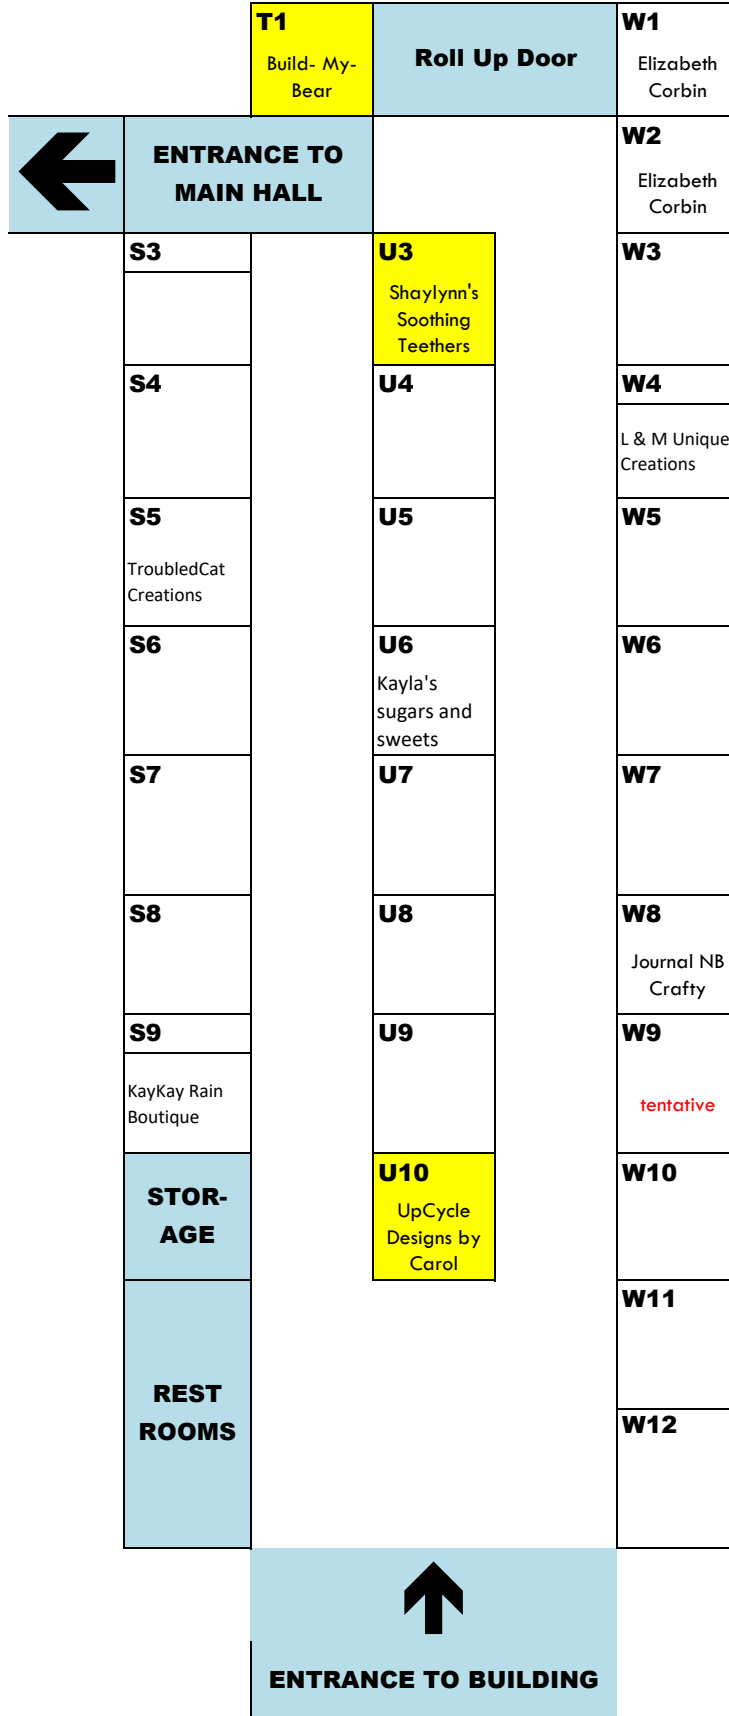 T1
Build- My-
Bear
Roll Up Door
W1
Elizabeth
Corbin
ENTRANCE TO
MAIN HALL
W2
Elizabeth
Corbin
S3
U3
Shaylynn's
Soothing
Teethers
W3
S4
U4
W4
L & M Unique
Creations
S5
TroubledCat
Creations
U5
W5
S6
U6
Kayla's
sugars and
sweets
W6
S7
U7
W7
S8
U8
W8
Journal NB
Crafty
S9
KayKay Rain
Boutique
U9
W9
tentative
STOR-
AGE
U10
UpCycle
Designs by
Carol
W10
W11
REST
ROOMS
W12
ENTRANCE TO BUILDING